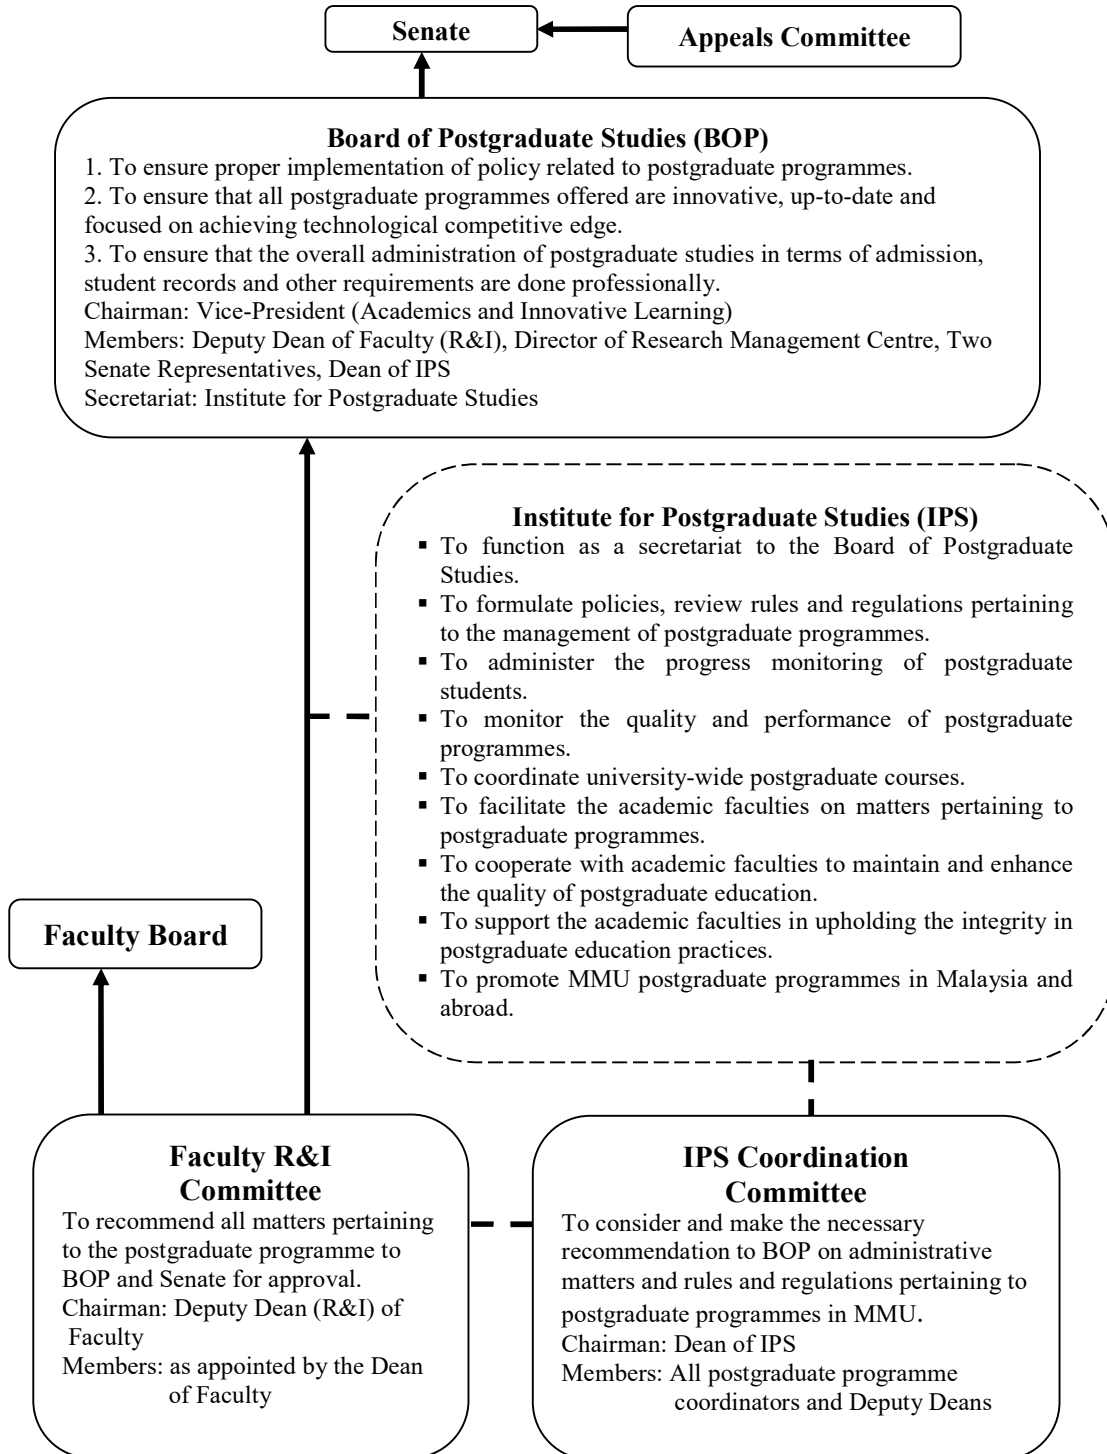 Senate
Appeals Committee
Board of Postgraduate Studies (BOP)
1. To ensure proper implementation of policy related to postgraduate programmes.
2. To ensure that all postgraduate programmes offered are innovative, up-to-date and
focused on achieving technological competitive edge.
3. To ensure that the overall administration of postgraduate studies in terms of admission,
student records and other requirements are done professionally.
Chairman: Vice-President (Academics and Innovative Learning)
Members: Deputy Dean of Faculty (R&I), Director of Research Management Centre, Two
Senate Representatives, Dean of IPS
Secretariat: Institute for Postgraduate Studies
Institute for Postgraduate Studies (IPS)
▪ To function as a secretariat to the Board of Postgraduate
Studies.
▪ To formulate policies, review rules and regulations pertaining
to the management of postgraduate programmes.
▪ To administer the progress monitoring of postgraduate
students.
▪ To monitor the quality and performance of postgraduate
programmes.
▪ To coordinate university-wide postgraduate courses.
▪ To facilitate the academic faculties on matters pertaining to
postgraduate programmes.
▪ To cooperate with academic faculties to maintain and enhance
the quality of postgraduate education.
▪ To support the academic faculties in upholding the integrity in
postgraduate education practices.
▪ To promote MMU postgraduate programmes in Malaysia and
abroad.
Faculty Board
Faculty R&I
Committee
To recommend all matters pertaining
to the postgraduate programme to
BOP and Senate for approval.
Chairman: Deputy Dean (R&I) of
Faculty
Members: as appointed by the Dean
of Faculty
IPS Coordination
Committee
To consider and make the necessary
recommendation to BOP on administrative
matters and rules and regulations pertaining to
postgraduate programmes in MMU.
Chairman: Dean of IPS
Members: All postgraduate programme
coordinators and Deputy Deans